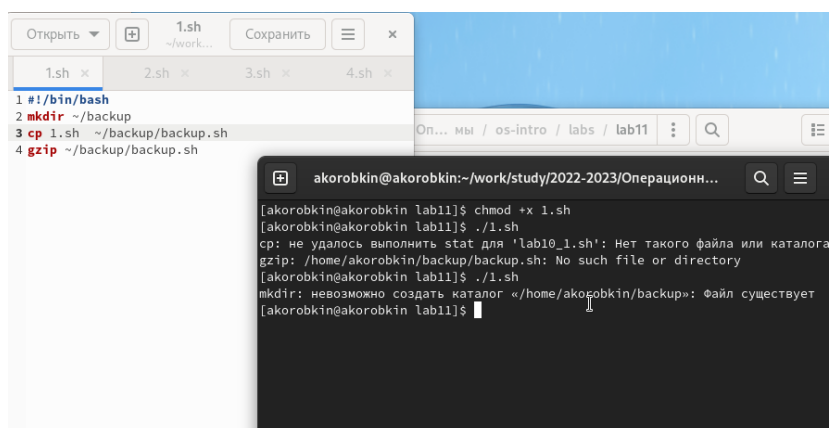 Открыть
1.sh
~/work...
Сохранить
1.sh
2.sh
3.sh
4.sh
1 #!/bin/bash
2 mkdir ~/backup
3 cp 1.sh  ~/backup/backup.sh
4 gzip ~/backup/backup.sh
Оп... мы / os-intro / labs / lab11
akorobkin@akorobkin:~/work/study/2022-2023/Операционн...
[akorobkin@akorobkin lab11]$ chmod +x 1.sh
[akorobkin@akorobkin lab11]$ ./1.sh
cp: не удалось выполнить stat для 'lab10_1.sh': Нет такого файла или каталога
gzip: /home/akorobkin/backup/backup.sh: No such file or directory
[akorobkin@akorobkin lab11]$ ./1.sh
mkdir: невозможно создать каталог «/home/akorobkin/backup»: Файл существует
[akorobkin@akorobkin lab11]$